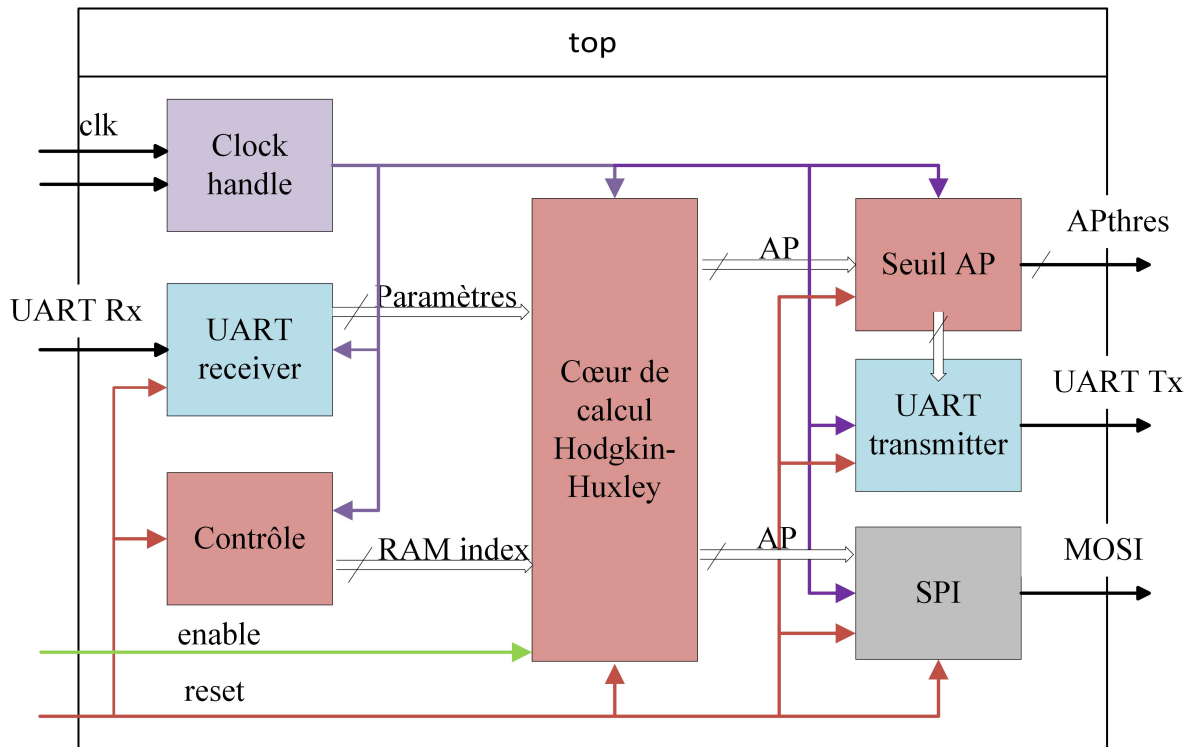 top
clk
Clock
handle
APthres
AP
Seuil AP
UART Rx
Paramètres
UART
receiver
Cœur de
calcul
Hodgkin-
Huxley
UART Tx
UART
transmitter
Contrôle
RAM index
AP
MOSI
SPI
enable
reset